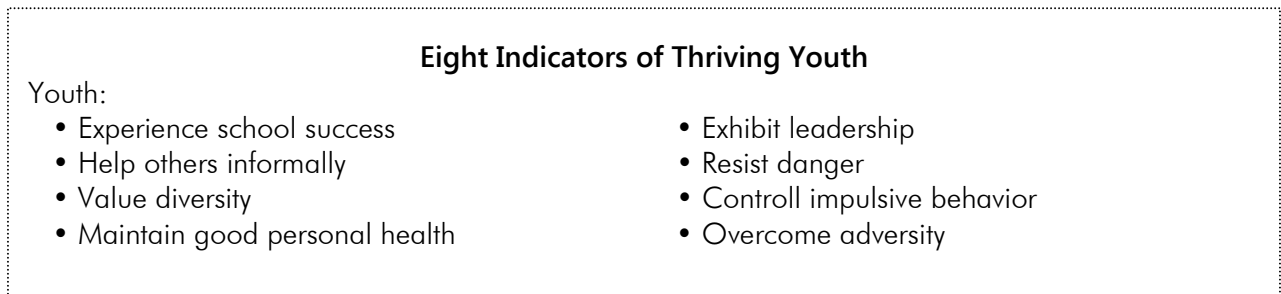 Eight Indicators of Thriving Youth
Youth:
• Experience school success
• Help others informally
• Value diversity
• Maintain good personal health
• Exhibit leadership
• Resist danger
• Controll impulsive behavior
• Overcome adversity